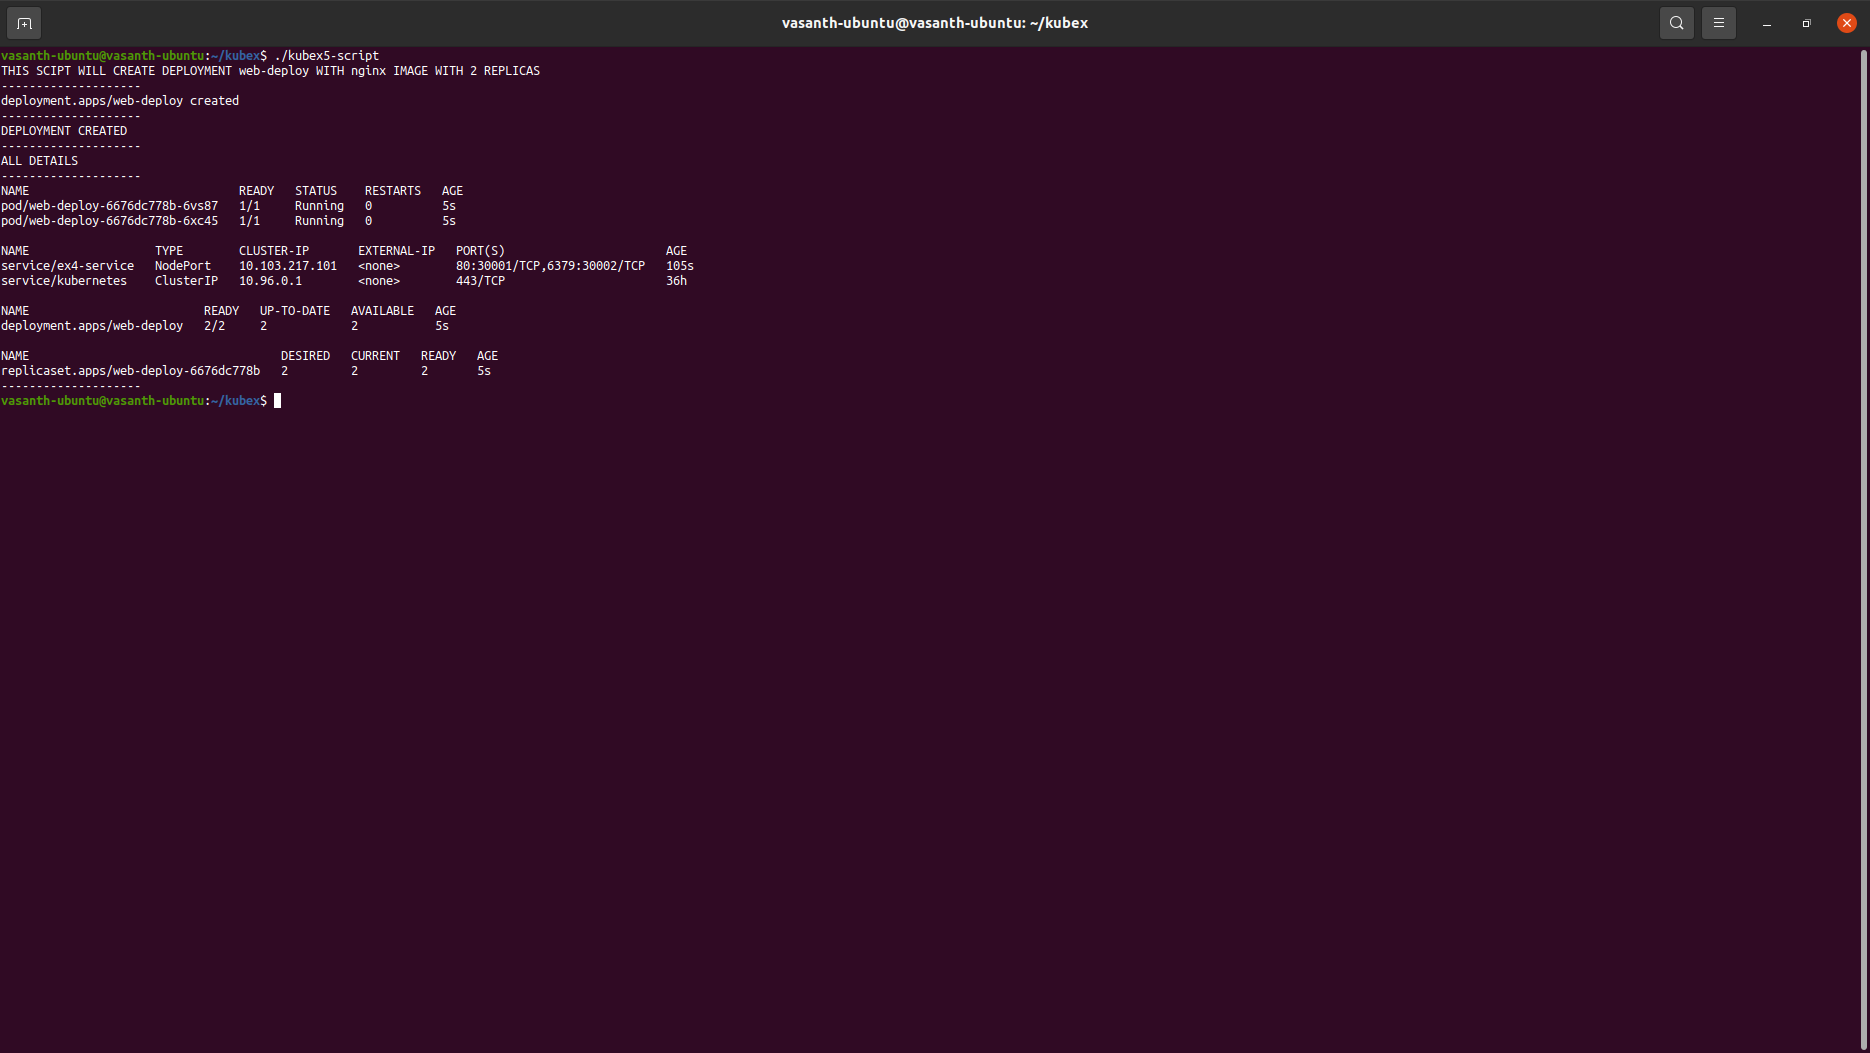 vasanth-ubuntu@vasanth-ubuntu: ~/kubex
vasanth-ubuntu@vasanth-ubuntu:~/kubex$ ./kubex5-script
THIS SCIPT WILL CREATE DEPLOYMENT web-deploy WITH nginx IMAGE WITH 2 REPLICAS
--------------------
deployment.apps/web-deploy created
--------------------
DEPLOYMENT CREATED
--------------------
ALL DETAILS
--------------------
NAME                              READY   STATUS    RESTARTS   AGE
pod/web-deploy-6676dc778b-6vs87   1/1     Running   0          5s
pod/web-deploy-6676dc778b-6xc45   1/1     Running   0          5s

NAME                  TYPE        CLUSTER-IP       EXTERNAL-IP   PORT(S)                       AGE
service/ex4-service   NodePort    10.103.217.101   <none>        80:30001/TCP,6379:30002/TCP   105s
service/kubernetes    ClusterIP   10.96.0.1        <none>        443/TCP                       36h

NAME                         READY   UP-TO-DATE   AVAILABLE   AGE
deployment.apps/web-deploy   2/2     2            2           5s

NAME                                    DESIRED   CURRENT   READY   AGE
replicaset.apps/web-deploy-6676dc778b   2         2         2       5s
--------------------
vasanth-ubuntu@vasanth-ubuntu:~/kubex$